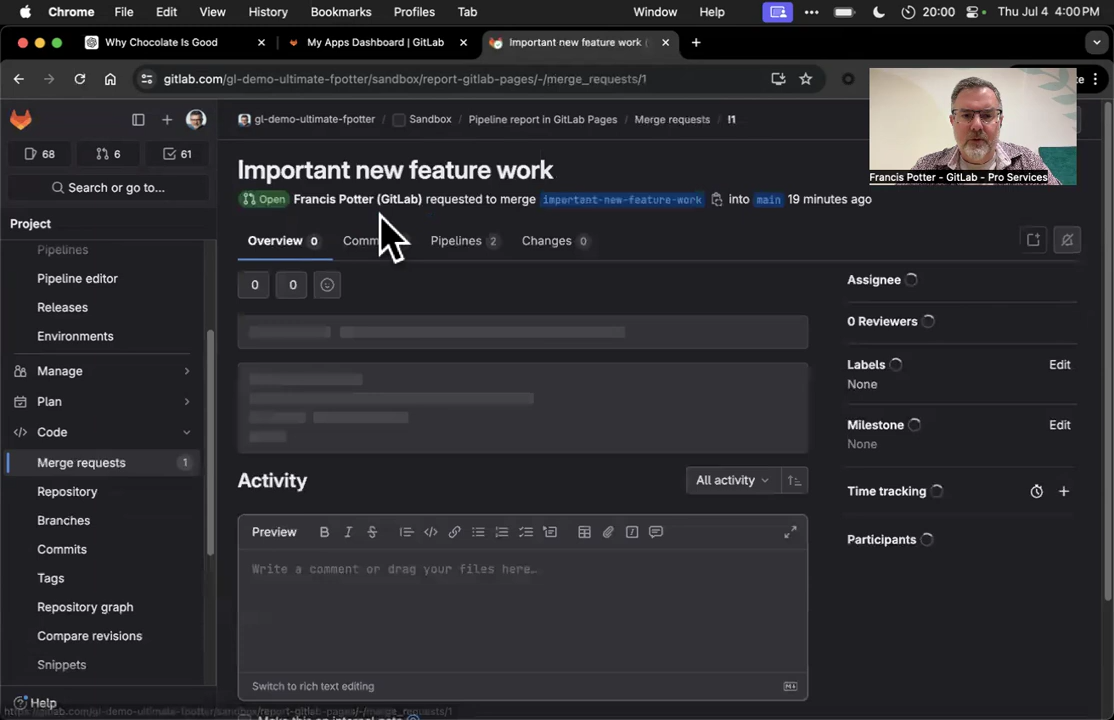 Chrome File Edit View History Bookmarks Profiles Tab Window Help 20:00 Thu Jul 4 4:00 PM
Why Chocolate Is Good
My Apps Dashboard | GitLab
Important new feature work (
gitlab.com/gl-demo-ultimate-fpotter/sandbox/report-gitlab-pages/-/merge_requests/1
Francis Potter - GitLab - Pro Services
68 6 61
Search or go to...
Project
Pipelines
Pipeline editor
Releases
Environments
Manage
Plan
Code
Merge requests 1
Repository
Branches
Commits
Tags
Repository graph
Compare revisions
Snippets
Help
gl-demo-ultimate-fpotter Sandbox Pipeline report in GitLab Pages Merge requests !1
Important new feature work
Open Francis Potter (GitLab) requested to merge important-new-feature-work into main 19 minutes ago
Overview 0 Comm Pipelines 2 Changes 0
0 0
Activity
All activity
Preview
Write a comment or drag your files here…
Switch to rich text editing
Assignee
0 Reviewers
Labels Edit
None
Milestone Edit
None
Time tracking
Participants